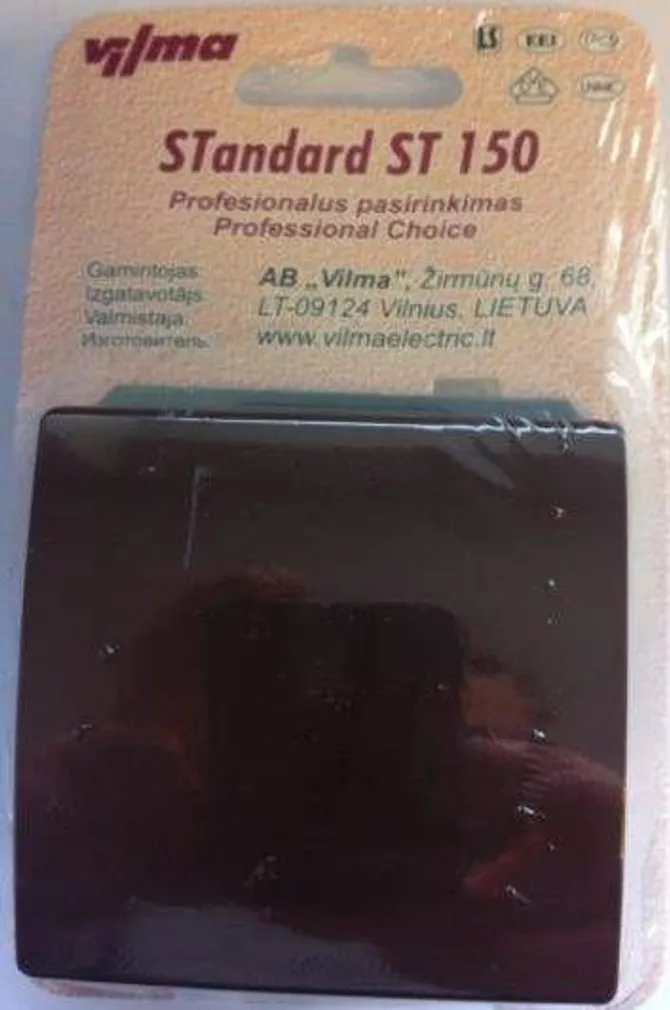 vilma
LS
STandard ST 150
Profesionalus pasirinkimas
Professional Choice
Gamintojas: AB „Vilma", Žirmūnų g. 68,
Izgatavotājs: LT-09124 Vilnius, LIETUVA
Valmistaja: www.vilmaelectric.lt
Изготовитель: